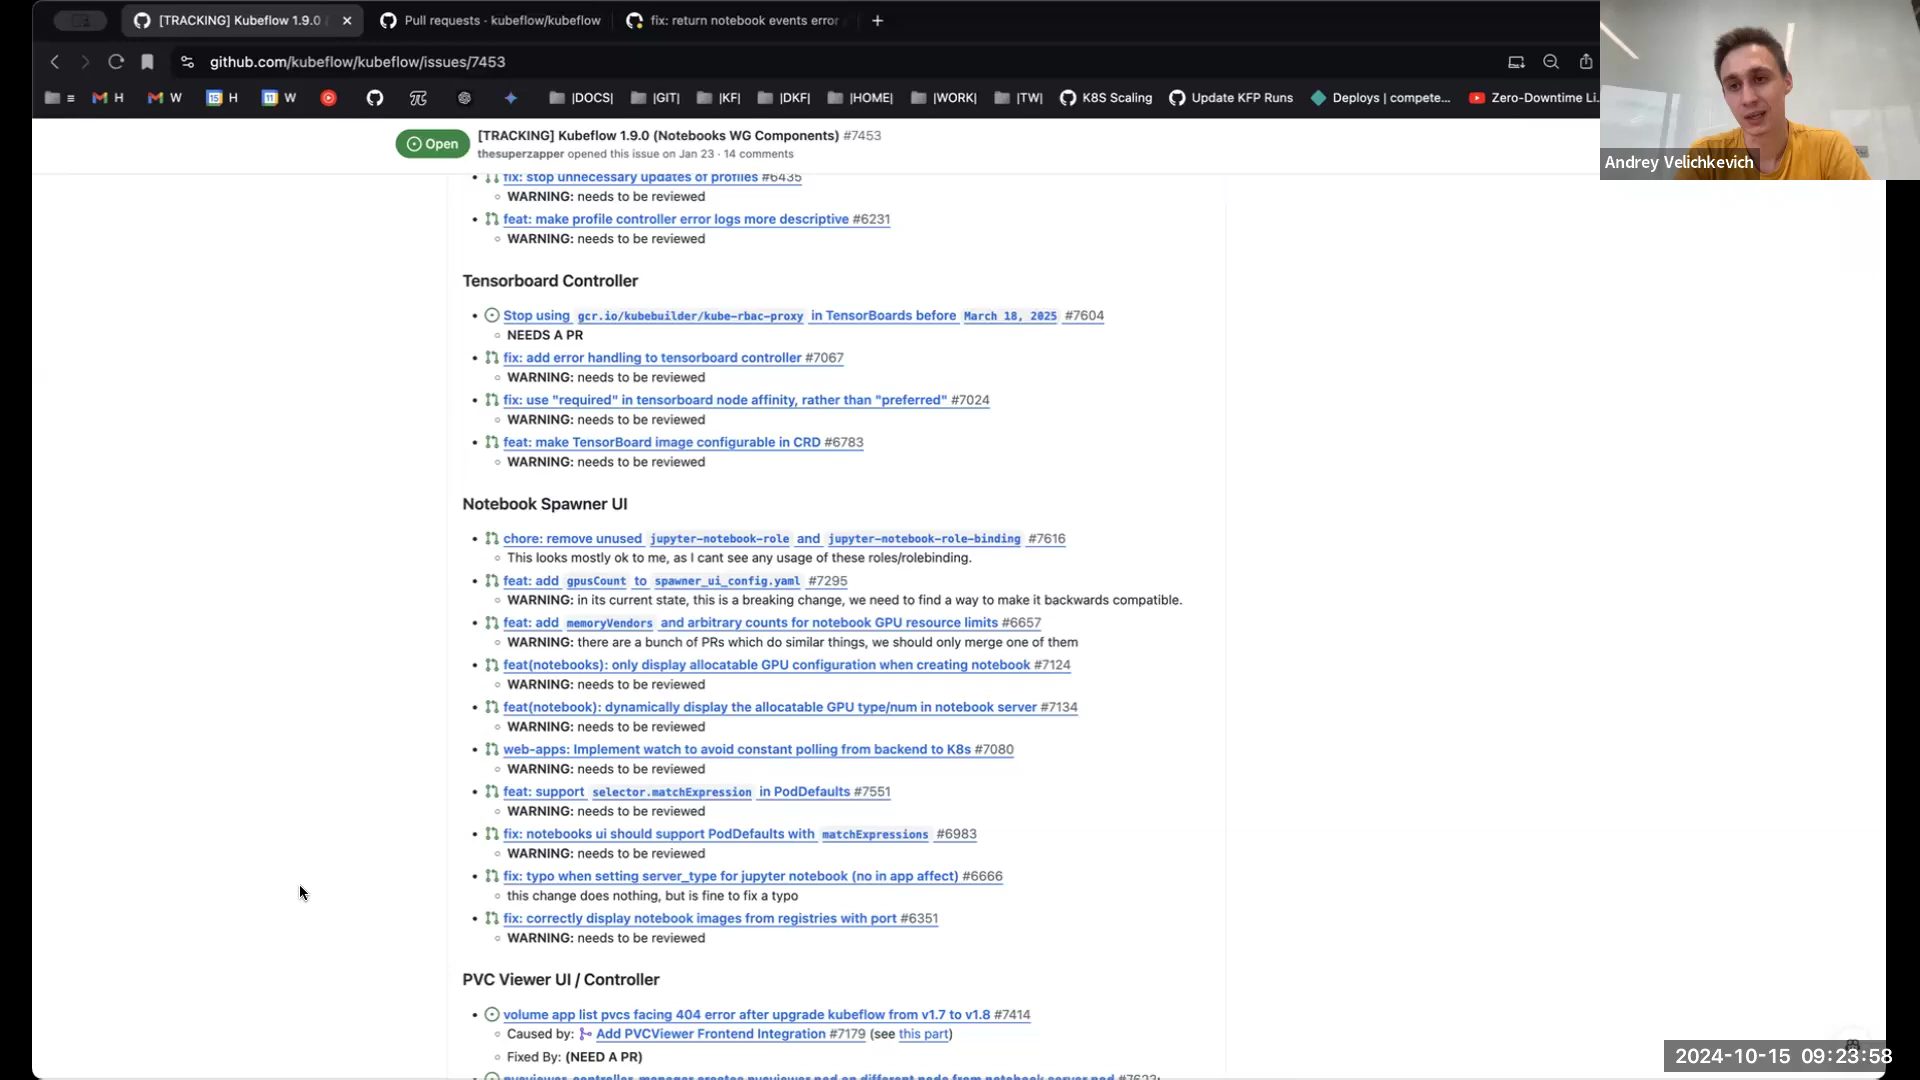 [TRACKING] Kubeflow 1.9.0
Pull requests · kubeflow/kubeflow
fix: return notebook events error
github.com/kubeflow/kubeflow/issues/7453
H
W
H
W
|DOCS|
|GIT|
|KF|
|DKF|
|HOME|
|WORK|
|TW|
K8S Scaling
Update KFP Runs
Deploys | compete...
Zero-Downtime Li...
Andrey Velichkevich
Open
[TRACKING] Kubeflow 1.9.0 (Notebooks WG Components) #7453
thesuperzapper opened this issue on Jan 23 · 14 comments
fix: stop unnecessary updates of profiles #6435
WARNING: needs to be reviewed
feat: make profile controller error logs more descriptive #6231
WARNING: needs to be reviewed
Tensorboard Controller
Stop using gcr.io/kubebuilder/kube-rbac-proxy in TensorBoards before March 18, 2025 #7604
NEEDS A PR
fix: add error handling to tensorboard controller #7067
WARNING: needs to be reviewed
fix: use "required" in tensorboard node affinity, rather than "preferred" #7024
WARNING: needs to be reviewed
feat: make TensorBoard image configurable in CRD #6783
WARNING: needs to be reviewed
Notebook Spawner UI
chore: remove unused jupyter-notebook-role and jupyter-notebook-role-binding #7616
This looks mostly ok to me, as I cant see any usage of these roles/rolebinding.
feat: add gpusCount to spawner_ui_config.yaml #7295
WARNING: in its current state, this is a breaking change, we need to find a way to make it backwards compatible.
feat: add memoryVendors and arbitrary counts for notebook GPU resource limits #6657
WARNING: there are a bunch of PRs which do similar things, we should only merge one of them
feat(notebooks): only display allocatable GPU configuration when creating notebook #7124
WARNING: needs to be reviewed
feat(notebook): dynamically display the allocatable GPU type/num in notebook server #7134
WARNING: needs to be reviewed
web-apps: Implement watch to avoid constant polling from backend to K8s #7080
WARNING: needs to be reviewed
feat: support selector.matchExpression in PodDefaults #7551
WARNING: needs to be reviewed
fix: notebooks ui should support PodDefaults with matchExpressions #6983
WARNING: needs to be reviewed
fix: typo when setting server_type for jupyter notebook (no in app affect) #6666
this change does nothing, but is fine to fix a typo
fix: correctly display notebook images from registries with port #6351
WARNING: needs to be reviewed
PVC Viewer UI / Controller
volume app list pvcs facing 404 error after upgrade kubeflow from v1.7 to v1.8 #7414
Caused by: Add PVCViewer Frontend Integration #7179 (see this part)
Fixed By: (NEED A PR)
pvcviewer-controller-manager creates pvcviewer pod on different node from notebook server pod
2024-10-15 09:23:58